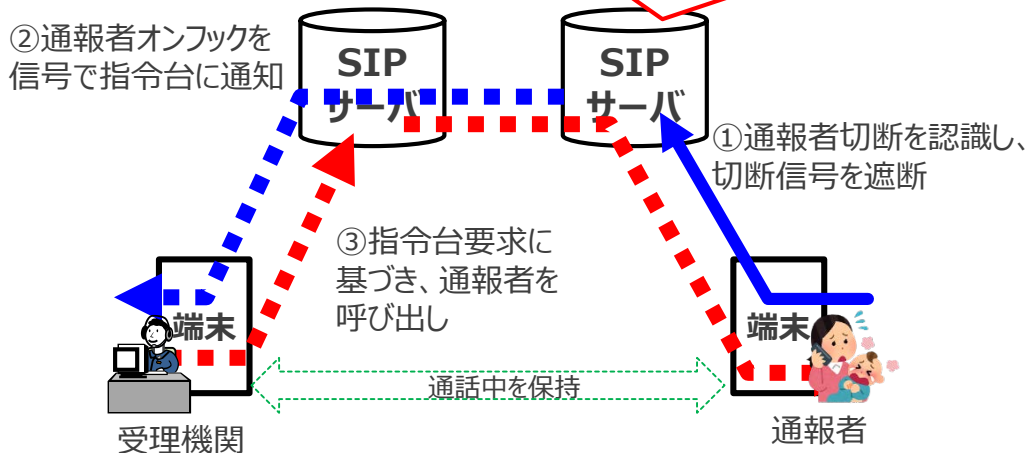 ②通報者オンフックを
信号で指令台に通知
SIP
サーバ
SIP
サーバ
①通報者切断を認識し、
切断信号を遮断
③指令台要求に
基づき、通報者を
呼び出し
端末
端末
通話中を保持
受理機関
通報者